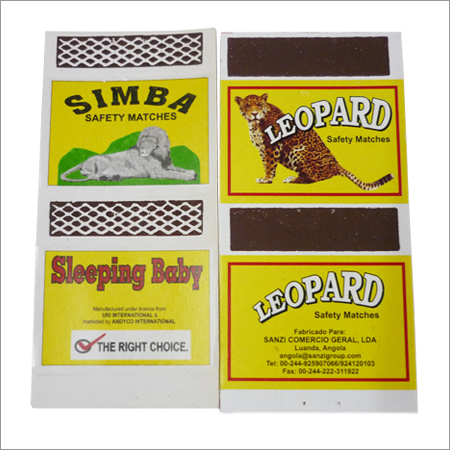 SIMBA
SAFETY MATCHES
Sleeping Baby
Manufactured under licence from
UKI INTERNATIONAL &
marketed by ANDYCO INTERNATIONAL
THE RIGHT CHOICE.
LEOPARD
Safety Matches
LEOPARD
Safety Matches
Fabricado Para:
SANZI COMERCIO GERAL, LDA
Luanda, Angola
angola@sanzigroup.com
Tel: 00-244-925907066/924120103
Fax: 00-244-222-311922